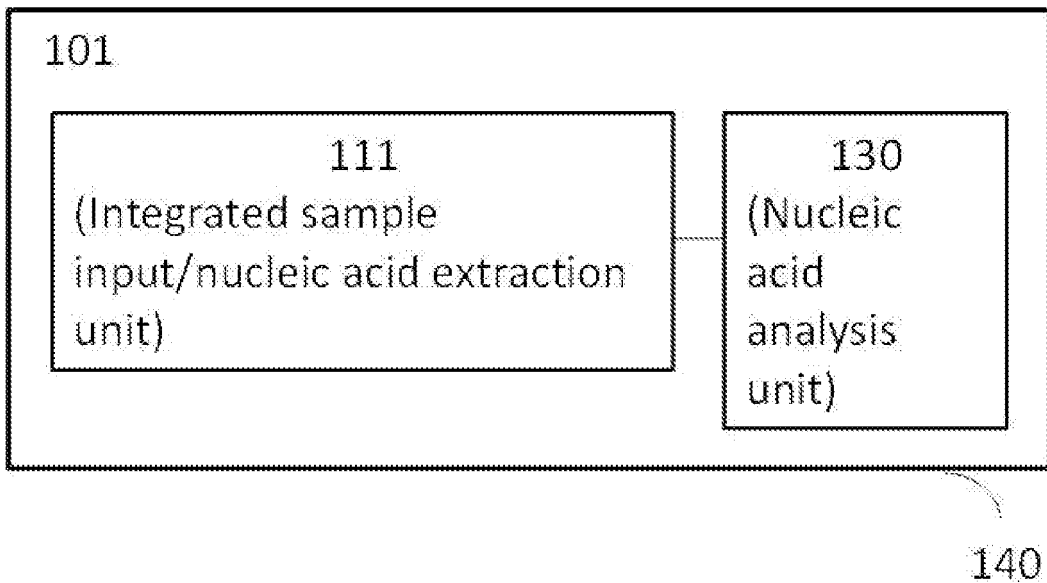 101
111
(Integrated sample
input/nucleic acid extraction
unit)
130
(Nucleic
acid
analysis
unit)
140